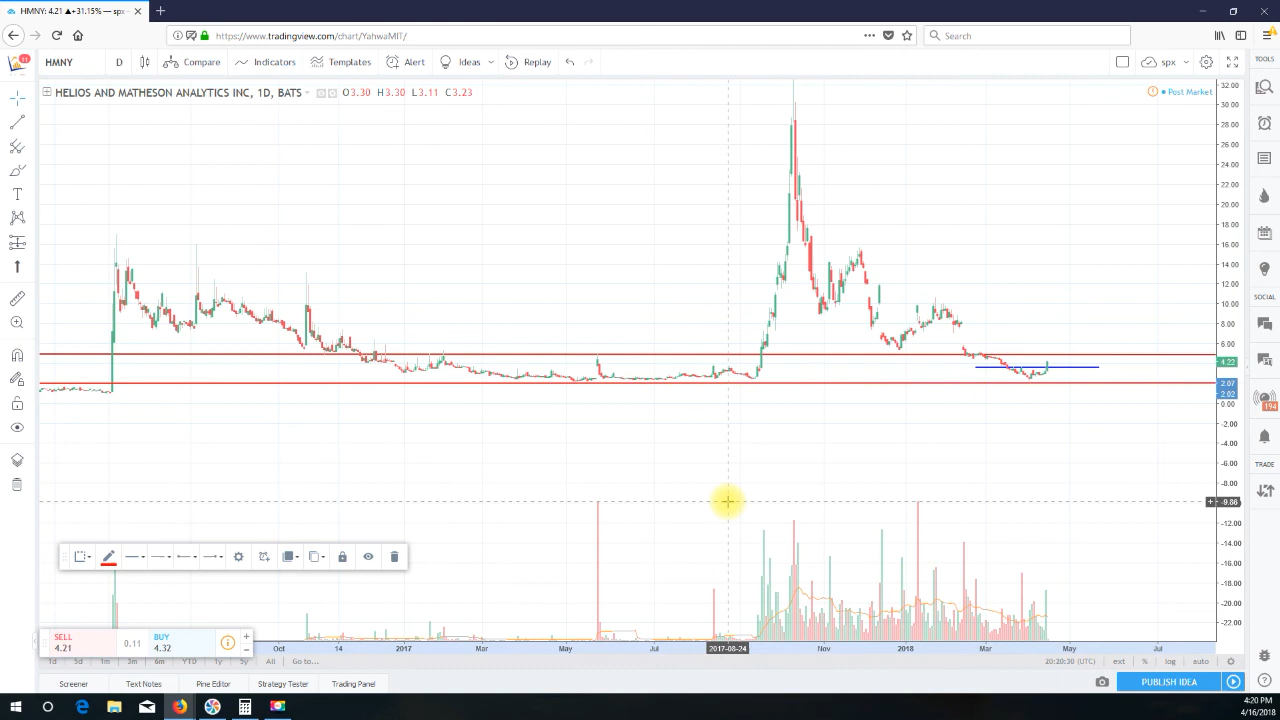 HMNY: 4.21 ▲+31.15% — spx -
https://www.tradingview.com/chart/YahwaMIT/
Search
11
HMNY
D
Compare
Indicators
Templates
Alert
Ideas
Replay
spx
TOOLS
HELIOS AND MATHESON ANALYTICS INC, 1D, BATS
O3.30 H3.30 L3.11 C3.23
Post Market
32.00
30.00
28.00
26.00
24.00
22.00
20.00
18.00
16.00
14.00
12.00
10.00
8.00
6.00
4.22
2.07
2.02
0.00
-2.00
-4.00
-6.00
-8.00
-9.86
-12.00
-14.00
-16.00
-18.00
-20.00
-22.00
SOCIAL
194
TRADE
SELL
4.21
0.11
BUY
4.32
Oct
14
2017
Mar
May
Jul
2017-08-24
Nov
2018
Mar
May
Jul
1d 5d 1m 3m 6m YTD 1y 5y All Go to...
20:20:30 (UTC)
ext % log auto
Screener
Text Notes
Pine Editor
Strategy Tester
Trading Panel
PUBLISH IDEA
4:20 PM
4/16/2018